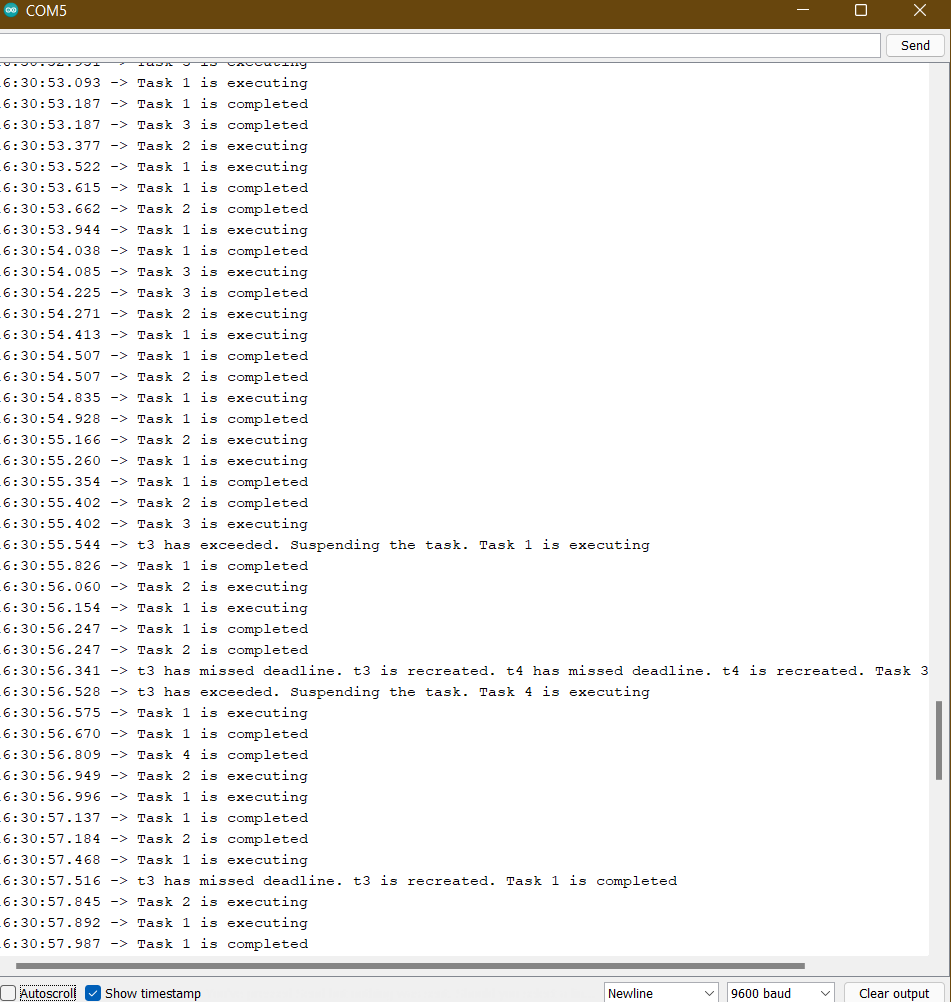 COM5
Send
6:30:52.951 -> Task 3 is executing
6:30:53.093 -> Task 1 is executing
6:30:53.187 -> Task 1 is completed
6:30:53.187 -> Task 3 is completed
6:30:53.377 -> Task 2 is executing
6:30:53.522 -> Task 1 is executing
6:30:53.615 -> Task 1 is completed
6:30:53.662 -> Task 2 is completed
6:30:53.944 -> Task 1 is executing
6:30:54.038 -> Task 1 is completed
6:30:54.085 -> Task 3 is executing
6:30:54.225 -> Task 3 is completed
6:30:54.271 -> Task 2 is executing
6:30:54.413 -> Task 1 is executing
6:30:54.507 -> Task 1 is completed
6:30:54.507 -> Task 2 is completed
6:30:54.835 -> Task 1 is executing
6:30:54.928 -> Task 1 is completed
6:30:55.166 -> Task 2 is executing
6:30:55.260 -> Task 1 is executing
6:30:55.354 -> Task 1 is completed
6:30:55.402 -> Task 2 is completed
6:30:55.402 -> Task 3 is executing
6:30:55.544 -> t3 has exceeded. Suspending the task. Task 1 is executing
6:30:55.826 -> Task 1 is completed
6:30:56.060 -> Task 2 is executing
6:30:56.154 -> Task 1 is executing
6:30:56.247 -> Task 1 is completed
6:30:56.247 -> Task 2 is completed
6:30:56.341 -> t3 has missed deadline. t3 is recreated. t4 has missed deadline. t4 is recreated. Task 3
6:30:56.528 -> t3 has exceeded. Suspending the task. Task 4 is executing
6:30:56.575 -> Task 1 is executing
6:30:56.670 -> Task 1 is completed
6:30:56.809 -> Task 4 is completed
6:30:56.949 -> Task 2 is executing
6:30:56.996 -> Task 1 is executing
6:30:57.137 -> Task 1 is completed
6:30:57.184 -> Task 2 is completed
6:30:57.468 -> Task 1 is executing
6:30:57.516 -> t3 has missed deadline. t3 is recreated. Task 1 is completed
6:30:57.845 -> Task 2 is executing
6:30:57.892 -> Task 1 is executing
6:30:57.987 -> Task 1 is completed
Autoscroll Show timestamp Newline 9600 baud Clear output